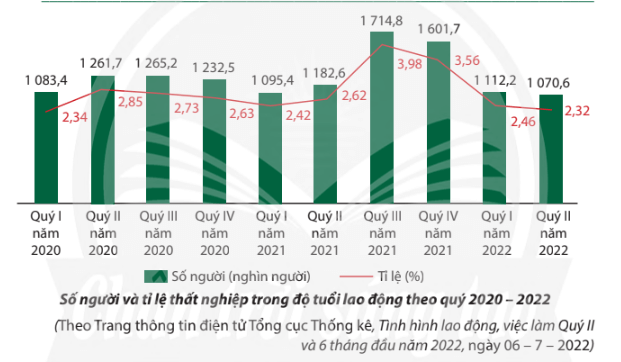 1 083,4
1 261,7
1 265,2
1 232,5
1 095,4
1 182,6
1 714,8
1 601,7
1 112,2
1 070,6
2,34
2,85
2,73
2,63
2,42
2,62
3,98
3,56
2,46
2,32
Quý I năm 2020
Quý II năm 2020
Quý III năm 2020
Quý IV năm 2020
Quý I năm 2021
Quý II năm 2021
Quý III năm 2021
Quý IV năm 2021
Quý I năm 2022
Quý II năm 2022
Số người (nghìn người)
Tỉ lệ (%)
Số người và tỉ lệ thất nghiệp trong độ tuổi lao động theo quý 2020 – 2022
(Theo Trang thông tin điện tử Tổng cục Thống kê, Tình hình lao động, việc làm Quý II
và 6 tháng đầu năm 2022, ngày 06 – 7 – 2022)